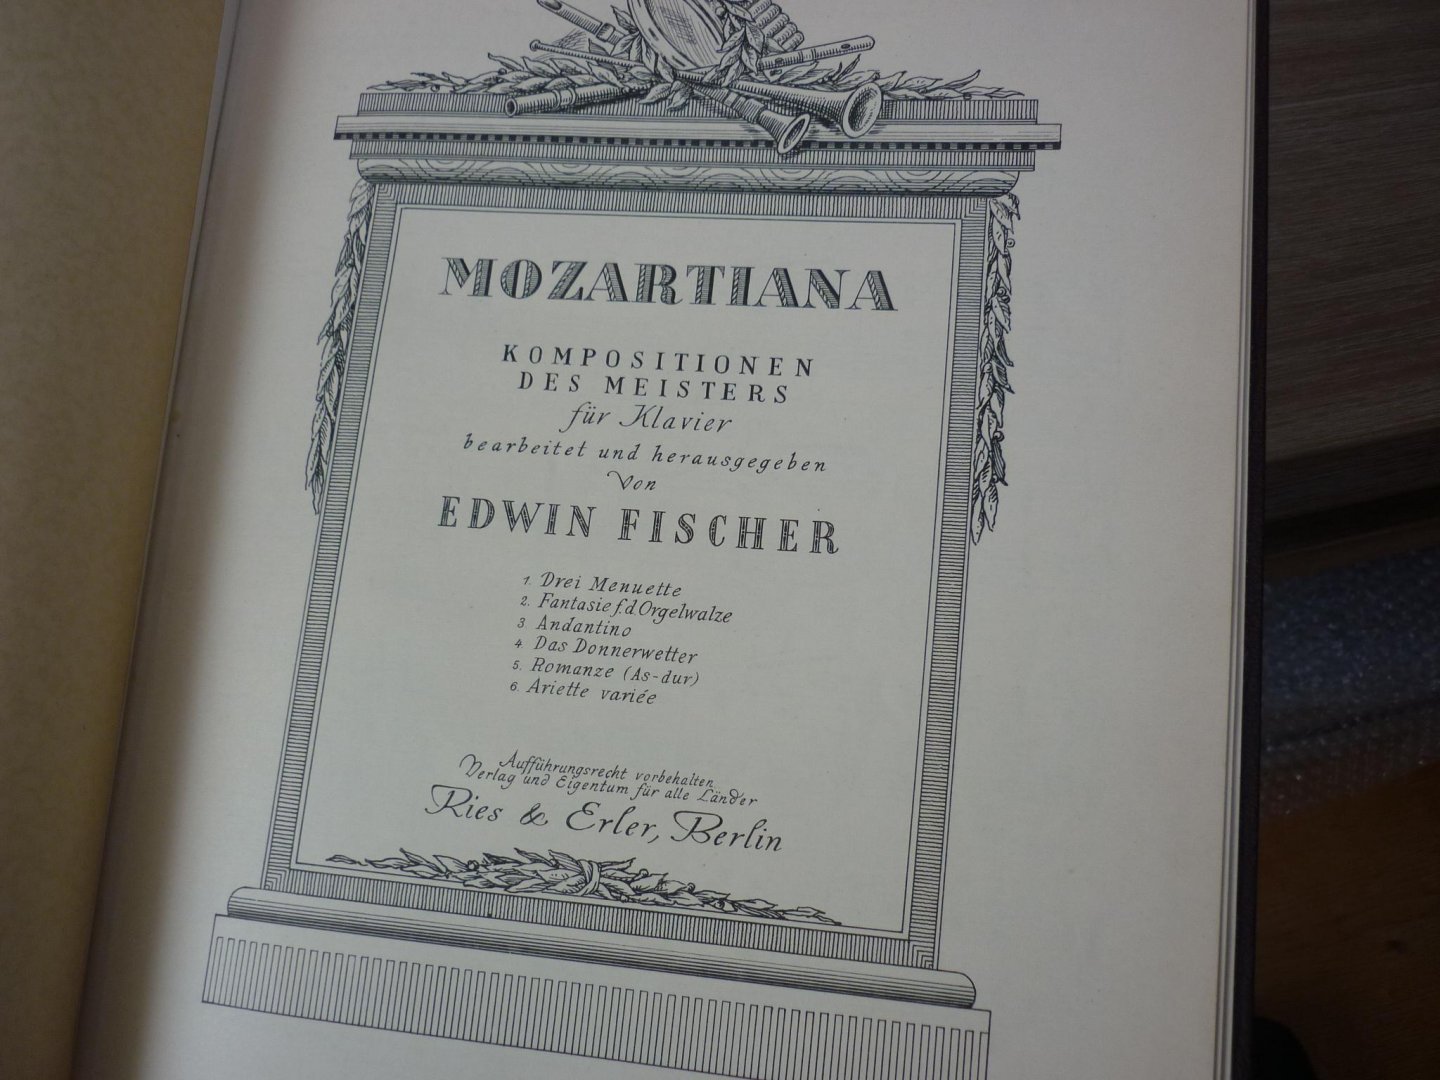 MOZARTIANA
KOMPOSITIONEN
DES MEISTERS
für Klavier
bearbeitet und herausgegeben
von
EDWIN FISCHER
1. Drei Menuette
2. Fantasie f.d. Orgelwalze
3 Andantino
4 Das Donnerwetter
5. Romanze (As-dur)
6. Ariette variée
Aufführungsrecht vorbehalten
Verlag und Eigentum für alle Länder
Ries & Erler, Berlin